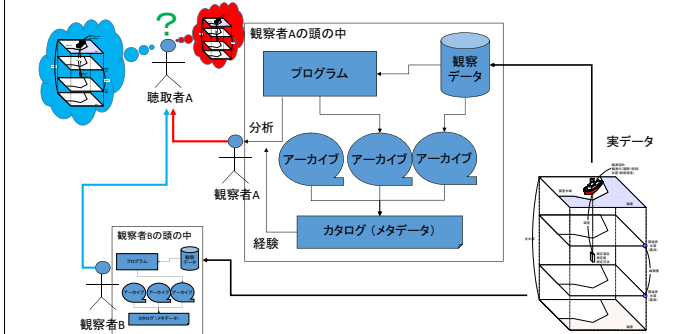 ?
観察者Aの頭の中
プログラム
観察
データ
聴取者A
分析
実データ
アーカイブ
アーカイブ
アーカイブ
観察者A
経験
カタログ（メタデータ）
観察者Bの頭の中
プログラム
観察
データ
アーカイブ
アーカイブ
アーカイブ
カタログ（メタデータ）
観察者B